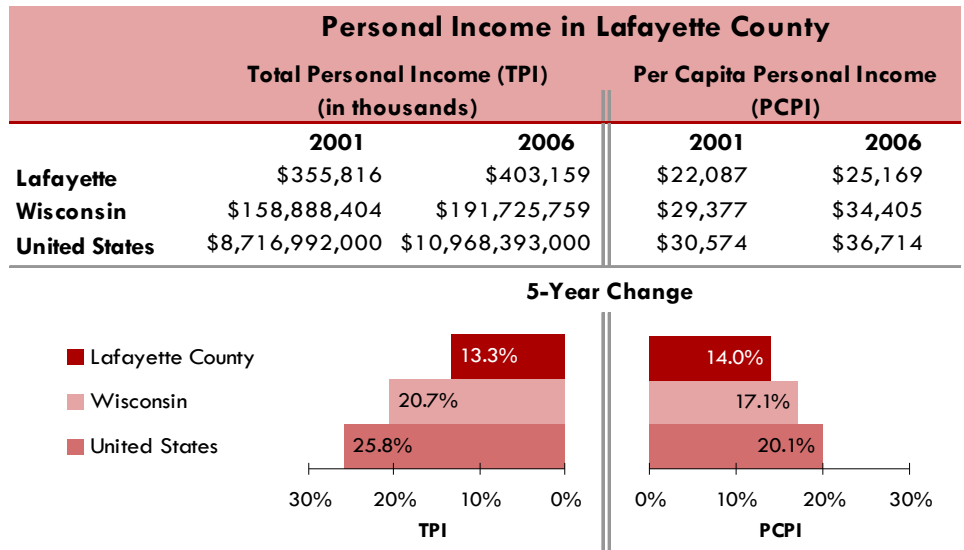 Personal Income in Lafayette County
Total Personal Income (TPI) Per Capita Personal Income
(in thousands) (PCPI)
2001 2006 2001 2006
Lafayette $355,816 $403,159 $22,087 $25,169
Wisconsin $158,888,404 $191,725,759 $29,377 $34,405
United States $8,716,992,000 $10,968,393,000 $30,574 $36,714
5-Year Change
Lafayette County 13.3% 14.0%
Wisconsin 20.7% 17.1%
United States 25.8% 20.1%
30% 20% 10% 0% 0% 10% 20% 30%
TPI PCPI